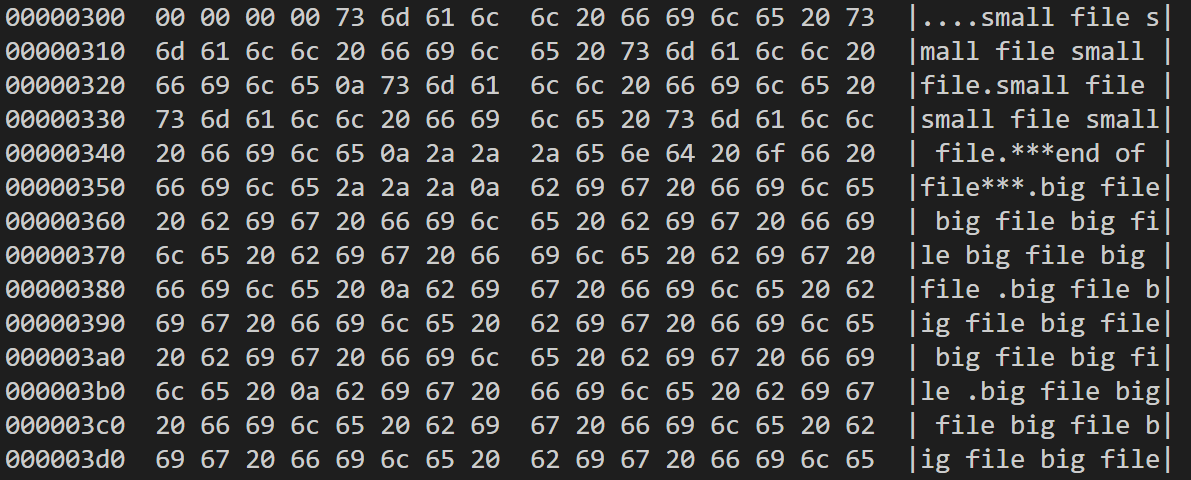 00000300  00 00 00 00 73 6d 61 6c  6c 20 66 69 6c 65 20 73  |....small file s|
00000310  6d 61 6c 6c 20 66 69 6c  65 20 73 6d 61 6c 6c 20  |mall file small |
00000320  66 69 6c 65 0a 73 6d 61  6c 6c 20 66 69 6c 65 20  |file.small file |
00000330  73 6d 61 6c 6c 20 66 69  6c 65 20 73 6d 61 6c 6c  |small file small|
00000340  20 66 69 6c 65 0a 2a 2a  2a 65 6e 64 20 6f 66 20  | file.***end of |
00000350  66 69 6c 65 2a 2a 2a 0a  62 69 67 20 66 69 6c 65  |file***.big file|
00000360  20 62 69 67 20 66 69 6c  65 20 62 69 67 20 66 69  | big file big fi|
00000370  6c 65 20 62 69 67 20 66  69 6c 65 20 62 69 67 20  |le big file big |
00000380  66 69 6c 65 20 0a 62 69  67 20 66 69 6c 65 20 62  |file .big file b|
00000390  69 67 20 66 69 6c 65 20  62 69 67 20 66 69 6c 65  |ig file big file|
000003a0  20 62 69 67 20 66 69 6c  65 20 62 69 67 20 66 69  | big file big fi|
000003b0  6c 65 20 0a 62 69 67 20  66 69 6c 65 20 62 69 67  |le .big file big|
000003c0  20 66 69 6c 65 20 62 69  67 20 66 69 6c 65 20 62  | file big file b|
000003d0  69 67 20 66 69 6c 65 20  62 69 67 20 66 69 6c 65  |ig file big file|